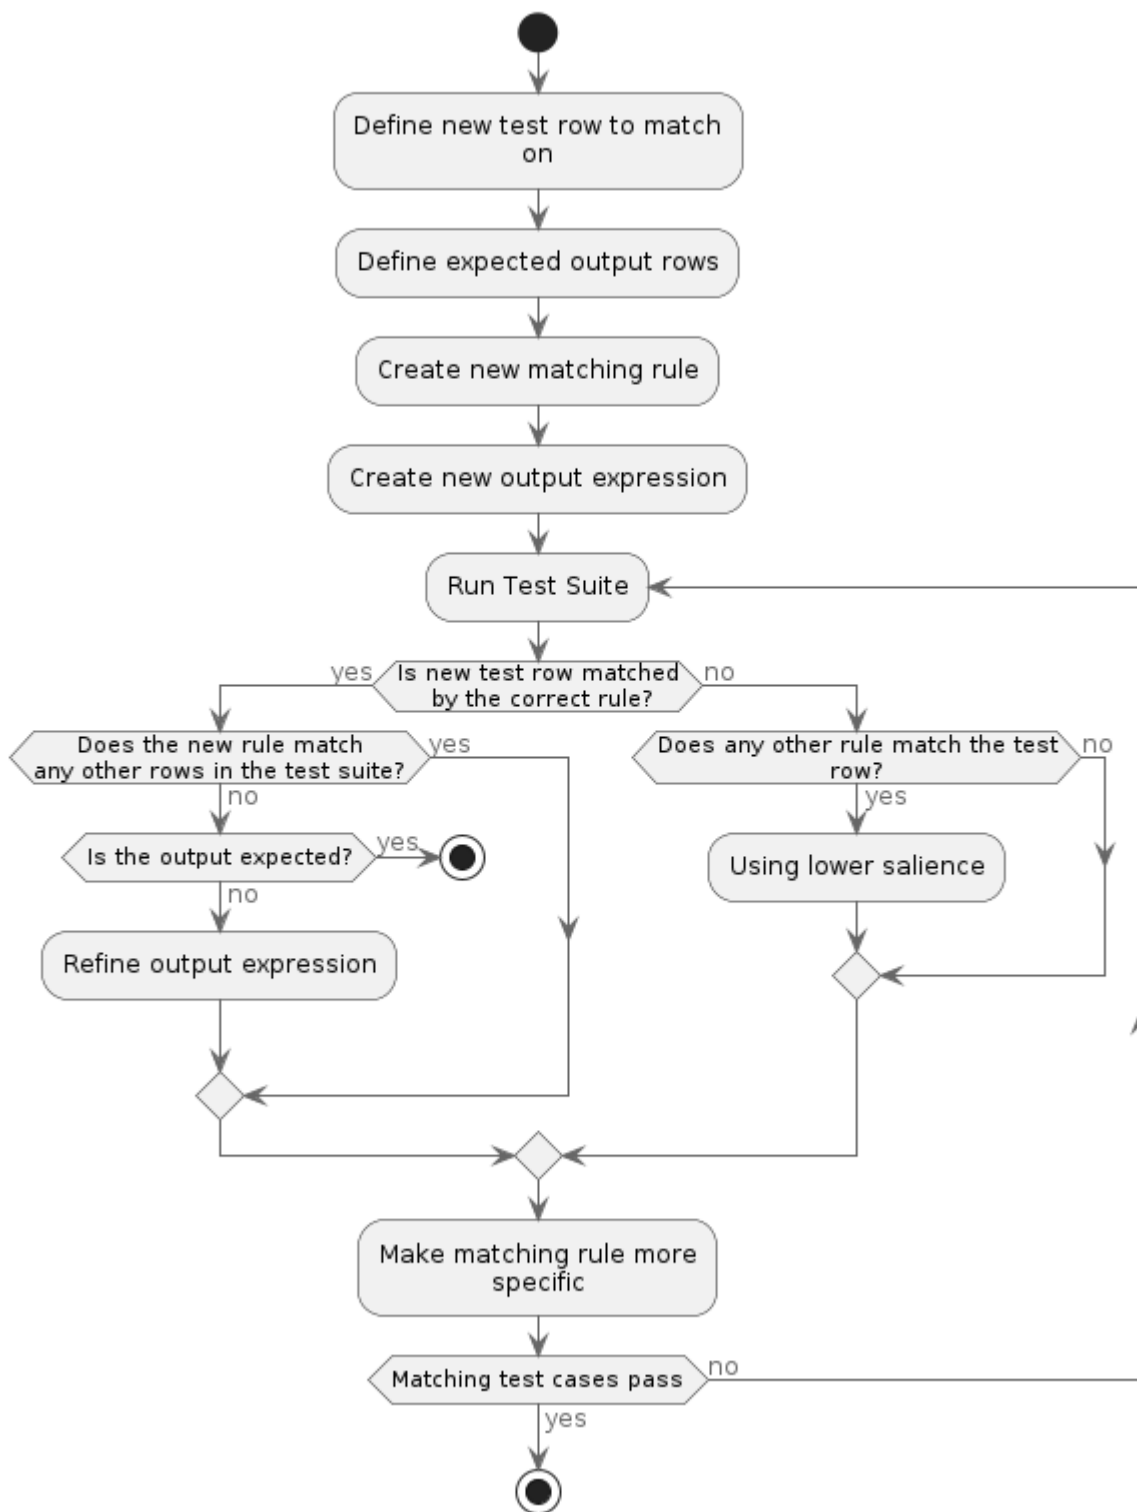 Define new test row to match
on
Define expected output rows
Create new matching rule
Create new output expression
Run Test Suite
yes
Is new test row matched
by the correct rule?
no
Does the new rule match
any other rows in the test suite?
yes
no
Is the output expected?
yes
no
Refine output expression
Does any other rule match the test
row?
no
yes
Using lower salience
Make matching rule more
specific
Matching test cases pass
no
yes